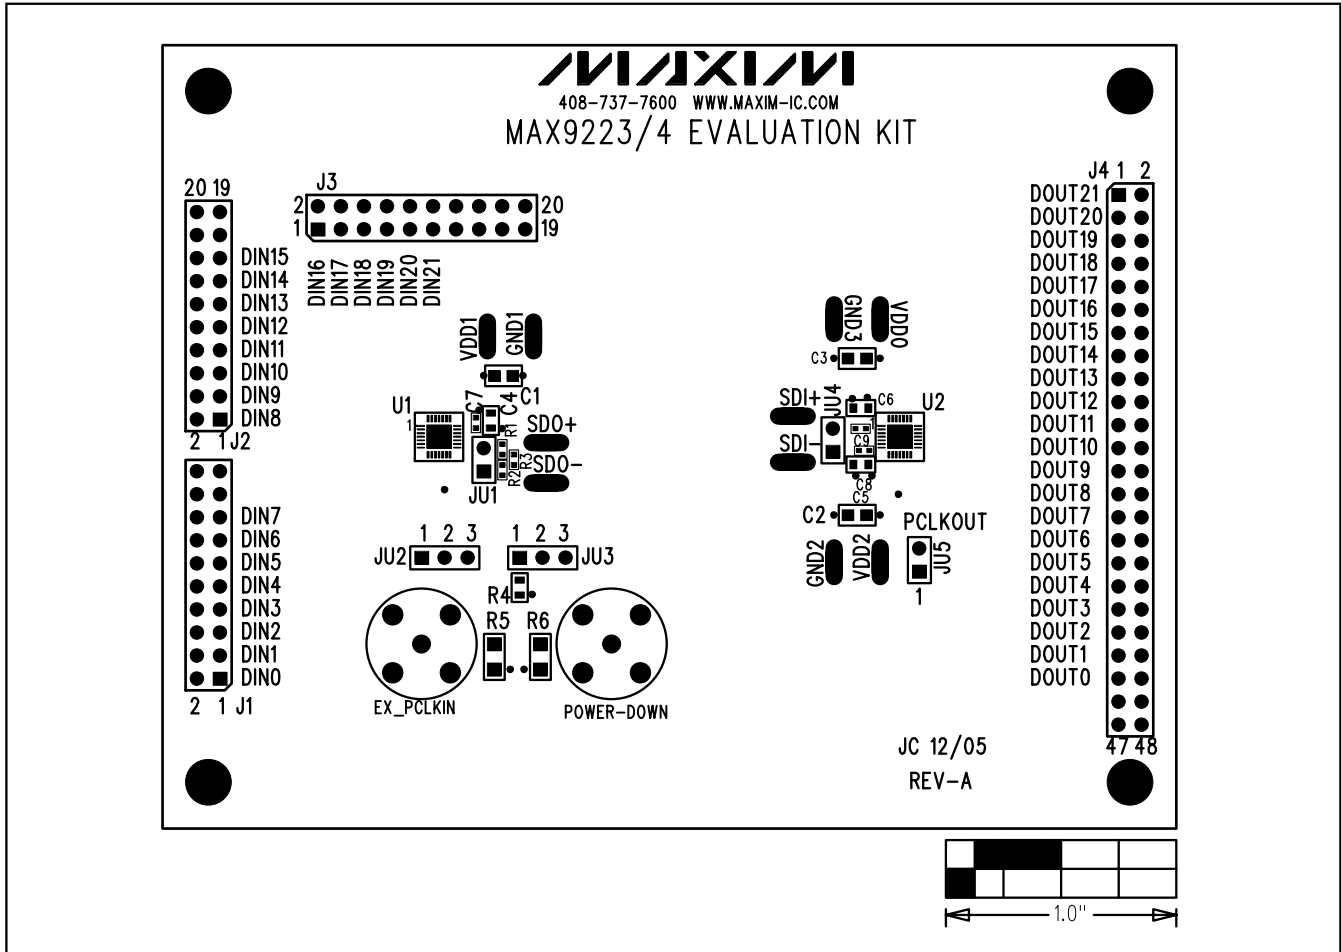 MAXIM
408-737-7600 WWW.MAXIM-IC.COM
MAX9223/4 EVALUATION KIT
20 19
DIN15
DIN14
DIN13
DIN12
DIN11
DIN10
DIN9
DIN8
2 1 J2
DIN7
DIN6
DIN5
DIN4
DIN3
DIN2
DIN1
DIN0
2 1 J1
J3
2 20
1 19
DIN16
DIN17
DIN18
DIN19
DIN20
DIN21
VDD1
GND1
C1
U1
1
C7
C4
R1
SDO+
R3
SDO-
R2
JU1
1 2 3
JU2
1 2 3
JU3
R4
R5
R6
EX_PCLKIN
POWER-DOWN
GND3
VDDO
C3
SDI+
JU4
C6
U2
1
SDI-
C9
C8
C5
C2
PCLKOUT
GND2
VDD2
JU5
1
J4 1 2
DOUT21
DOUT20
DOUT19
DOUT18
DOUT17
DOUT16
DOUT15
DOUT14
DOUT13
DOUT12
DOUT11
DOUT10
DOUT9
DOUT8
DOUT7
DOUT6
DOUT5
DOUT4
DOUT3
DOUT2
DOUT1
DOUT0
47 48
JC 12/05
REV-A
1.0"